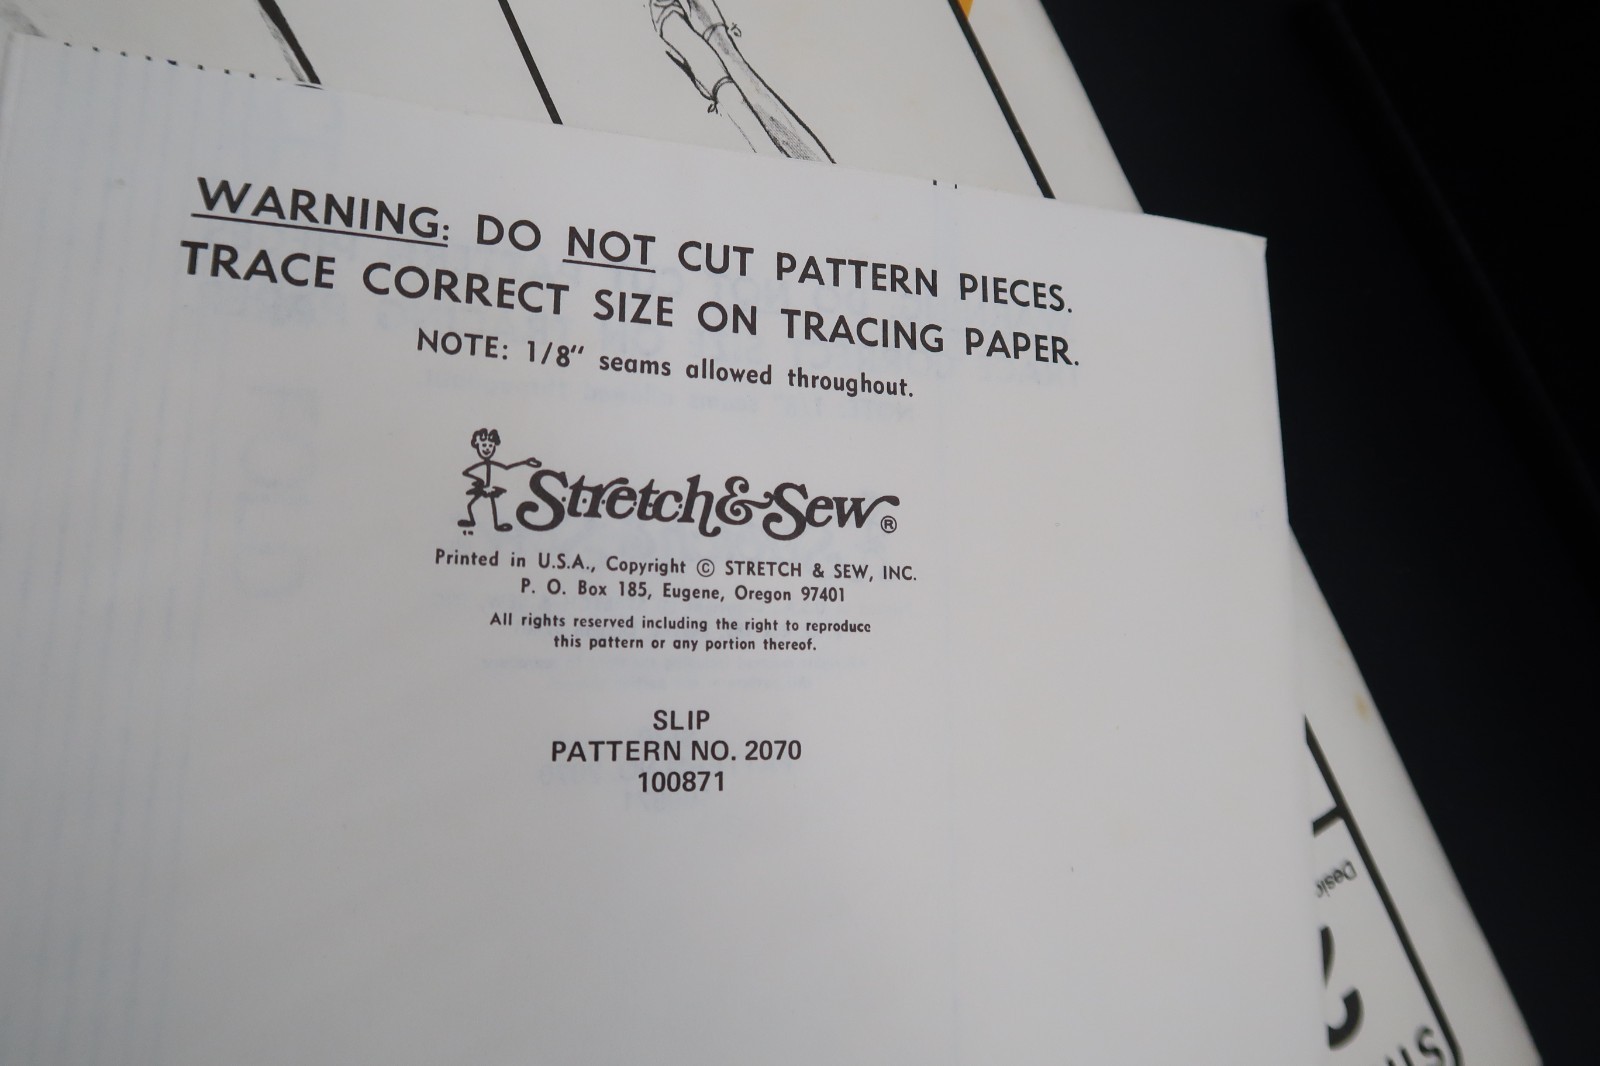 WARNING: DO NOT CUT PATTERN PIECES.
TRACE CORRECT SIZE ON TRACING PAPER.
NOTE: 1/8" seams allowed throughout.
Stretch & Sew®
Printed in U.S.A., Copyright © STRETCH & SEW, INC.
P. O. Box 185, Eugene, Oregon 97401
All rights reserved including the right to reproduce
this pattern or any portion thereof.
SLIP
PATTERN NO. 2070
100871
FOLD